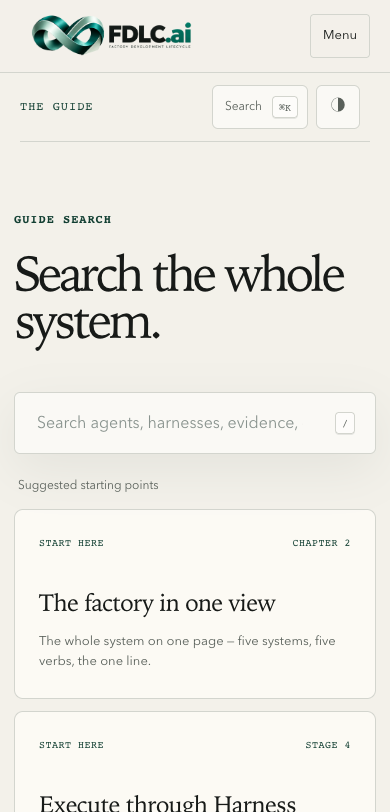 FDLC.ai
FACTORY DEVELOPMENT LIFECYCLE
Menu
THE GUIDE
Search ⌘K
GUIDE SEARCH
Search the whole
system.
Search agents, harnesses, evidence, /
Suggested starting points
START HERE CHAPTER 2
The factory in one view
The whole system on one page — five systems, five
verbs, the one line.
START HERE STAGE 4
Execute through Harness